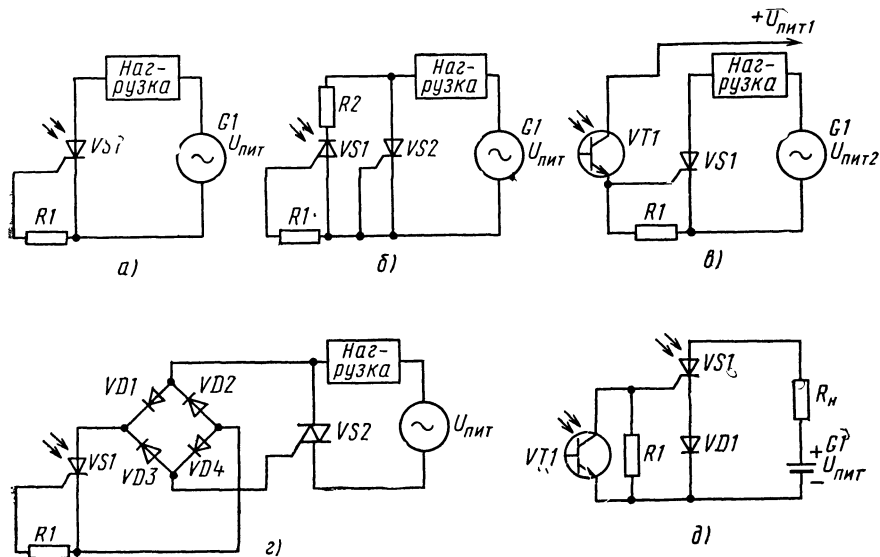 Наг-
рузка
VS1
G1
Uпит
R1
а)
R2
Наг-
рузка
VS1
VS2
G1
Uпит
R1
б)
+Uпит1
VT1
Наг-
рузка
VS1
G1
Uпит2
R1
в)
VD1
VD2
Наг-
рузка
VS2
Uпит
VS1
VD3
VD4
R1
г)
VS1
VT1
R1
VD1
Rн
+
G1
Uпит
–
д)